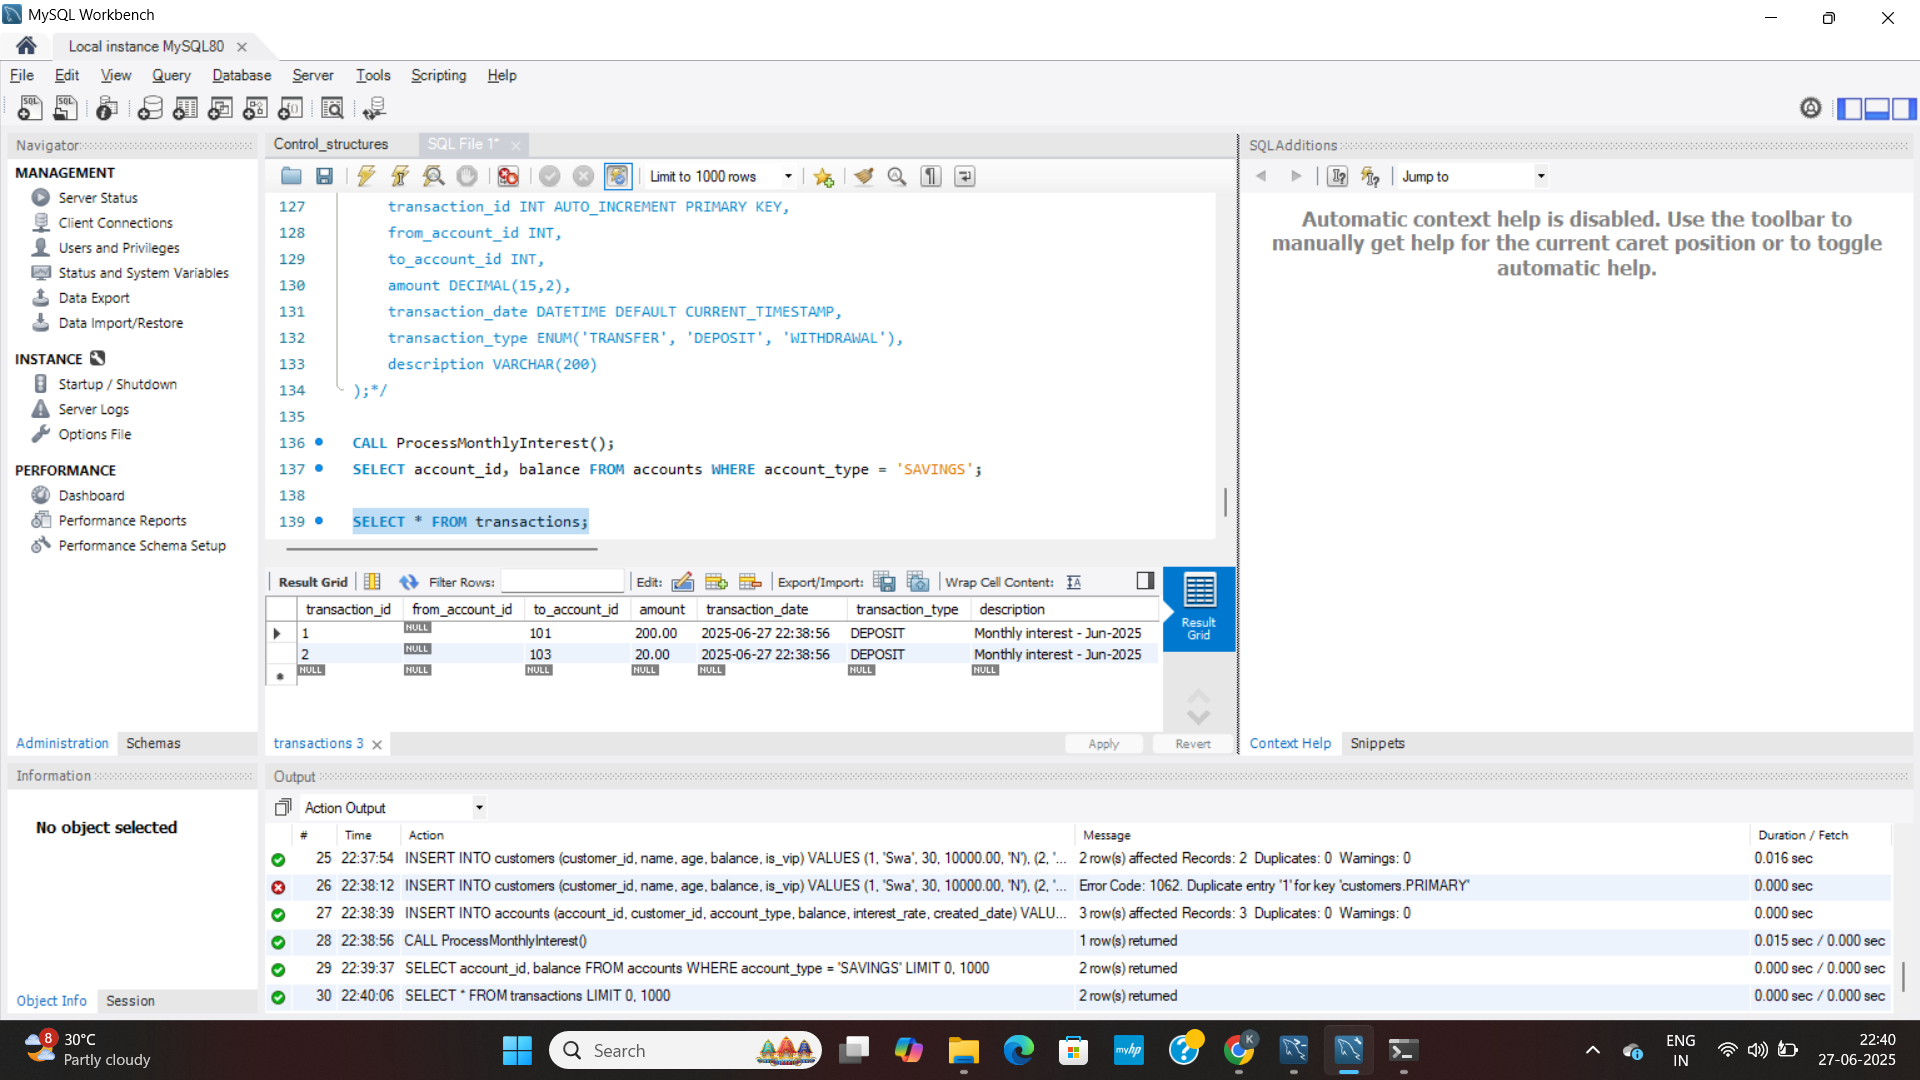 MySQL Workbench
Local instance MySQL80
File Edit View Query Database Server Tools Scripting Help
Navigator
MANAGEMENT
Server Status
Client Connections
Users and Privileges
Status and System Variables
Data Export
Data Import/Restore
INSTANCE
Startup / Shutdown
Server Logs
Options File
PERFORMANCE
Dashboard
Performance Reports
Performance Schema Setup
Administration Schemas
Information
No object selected
Object Info Session
Control_structures SQL File 1*
Limit to 1000 rows
127 transaction_id INT AUTO_INCREMENT PRIMARY KEY,
128 from_account_id INT,
129 to_account_id INT,
130 amount DECIMAL(15,2),
131 transaction_date DATETIME DEFAULT CURRENT_TIMESTAMP,
132 transaction_type ENUM('TRANSFER', 'DEPOSIT', 'WITHDRAWAL'),
133 description VARCHAR(200)
134 );*/
135
136 CALL ProcessMonthlyInterest();
137 SELECT account_id, balance FROM accounts WHERE account_type = 'SAVINGS';
138
139 SELECT * FROM transactions;
Result Grid Filter Rows: Edit: Export/Import: Wrap Cell Content:
transaction_id from_account_id to_account_id amount transaction_date transaction_type description
1 NULL 101 200.00 2025-06-27 22:38:56 DEPOSIT Monthly interest - Jun-2025
2 NULL 103 20.00 2025-06-27 22:38:56 DEPOSIT Monthly interest - Jun-2025
NULL NULL NULL NULL NULL NULL NULL
Result
Grid
transactions 3 Apply Revert
SQLAdditions
Jump to
Automatic context help is disabled. Use the toolbar to
manually get help for the current caret position or to toggle
automatic help.
Context Help Snippets
Output
Action Output
# Time Action Message Duration / Fetch
25 22:37:54 INSERT INTO customers (customer_id, name, age, balance, is_vip) VALUES (1, 'Swa', 30, 10000.00, 'N'), (2, '... 2 row(s) affected Records: 2 Duplicates: 0 Warnings: 0 0.016 sec
26 22:38:12 INSERT INTO customers (customer_id, name, age, balance, is_vip) VALUES (1, 'Swa', 30, 10000.00, 'N'), (2, '... Error Code: 1062. Duplicate entry '1' for key 'customers.PRIMARY' 0.000 sec
27 22:38:39 INSERT INTO accounts (account_id, customer_id, account_type, balance, interest_rate, created_date) VALU... 3 row(s) affected Records: 3 Duplicates: 0 Warnings: 0 0.000 sec
28 22:38:56 CALL ProcessMonthlyInterest() 1 row(s) returned 0.015 sec / 0.000 sec
29 22:39:37 SELECT account_id, balance FROM accounts WHERE account_type = 'SAVINGS' LIMIT 0, 1000 2 row(s) returned 0.000 sec / 0.000 sec
30 22:40:06 SELECT * FROM transactions LIMIT 0, 1000 2 row(s) returned 0.000 sec / 0.000 sec
8
30°C
Partly cloudy
Search
myhp
K
ENG
IN
22:40
27-06-2025